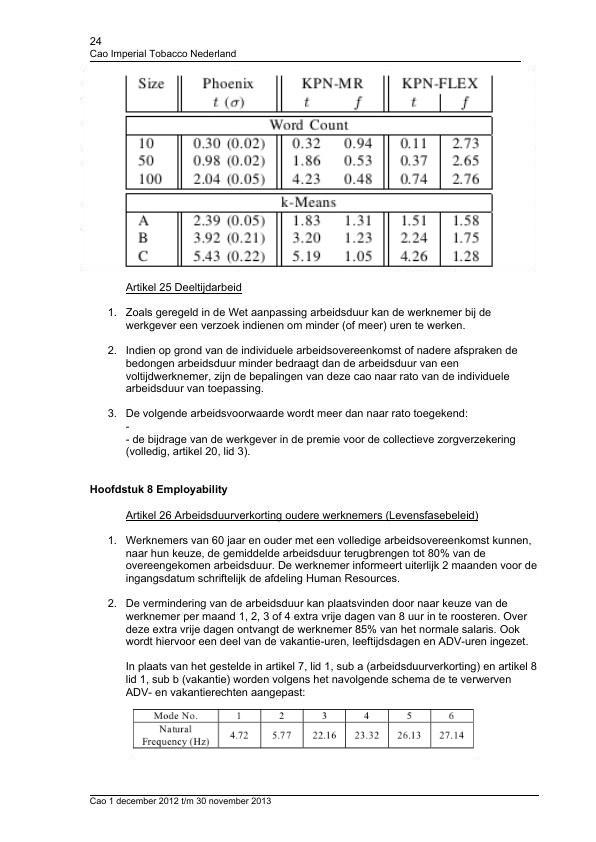 24
Cao Imperial Tobacco Nederland
Size Phoenix KPN-MR KPN-FLEX
t (σ) t f t f
Word Count
10 0.30 (0.02) 0.32 0.94 0.11 2.73
50 0.98 (0.02) 1.86 0.53 0.37 2.65
100 2.04 (0.05) 4.23 0.48 0.74 2.76
k-Means
A 2.39 (0.05) 1.83 1.31 1.51 1.58
B 3.92 (0.21) 3.20 1.23 2.24 1.75
C 5.43 (0.22) 5.19 1.05 4.26 1.28
Artikel 25 Deeltijdarbeid
1. Zoals geregeld in de Wet aanpassing arbeidsduur kan de werknemer bij de
werkgever een verzoek indienen om minder (of meer) uren te werken.
2. Indien op grond van de individuele arbeidsovereenkomst of nadere afspraken de
bedongen arbeidsduur minder bedraagt dan de arbeidsduur van een
voltijdwerknemer, zijn de bepalingen van deze cao naar rato van de individuele
arbeidsduur van toepassing.
3. De volgende arbeidsvoorwaarde wordt meer dan naar rato toegekend:
-
- de bijdrage van de werkgever in de premie voor de collectieve zorgverzekering
(volledig, artikel 20, lid 3).
Hoofdstuk 8 Employability
Artikel 26 Arbeidsduurverkorting oudere werknemers (Levensfasebeleid)
1. Werknemers van 60 jaar en ouder met een volledige arbeidsovereenkomst kunnen,
naar hun keuze, de gemiddelde arbeidsduur terugbrengen tot 80% van de
overeengekomen arbeidsduur. De werknemer informeert uiterlijk 2 maanden voor de
ingangsdatum schriftelijk de afdeling Human Resources.
2. De vermindering van de arbeidsduur kan plaatsvinden door naar keuze van de
werknemer per maand 1, 2, 3 of 4 extra vrije dagen van 8 uur in te roosteren. Over
deze extra vrije dagen ontvangt de werknemer 85% van het normale salaris. Ook
wordt hiervoor een deel van de vakantie-uren, leeftijdsdagen en ADV-uren ingezet.
In plaats van het gestelde in artikel 7, lid 1, sub a (arbeidsduurverkorting) en artikel 8
lid 1, sub b (vakantie) worden volgens het navolgende schema de te verwerven
ADV- en vakantierechten aangepast:
Mode No. 1 2 3 4 5 6
Natural
Frequency (Hz) 4.72 5.77 22.16 23.32 26.13 27.14
Cao 1 december 2012 t/m 30 november 2013